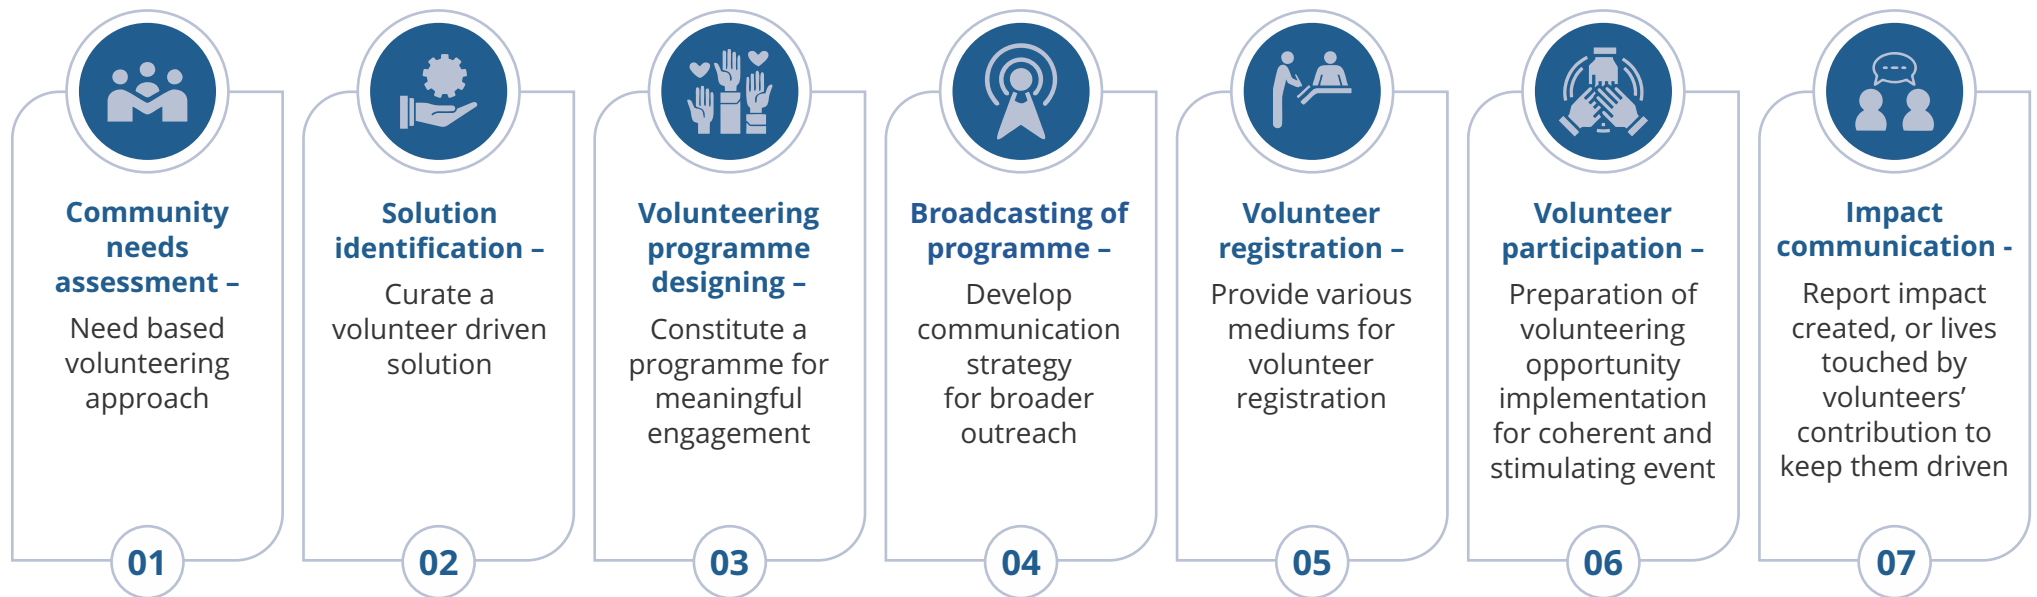 Community
needs
assessment –
Need based
volunteering
approach
01
Solution
identification –
Curate a
volunteer driven
solution
02
Volunteering
programme
designing –
Constitute a
programme for
meaningful
engagement
03
Broadcasting of
programme –
Develop
communication
strategy
for broader
outreach
04
Volunteer
registration –
Provide various
mediums for
volunteer
registration
05
Volunteer
participation –
Preparation of
volunteering
opportunity
implementation
for coherent and
stimulating event
06
Impact
communication -
Report impact
created, or lives
touched by
volunteers’
contribution to
keep them driven
07